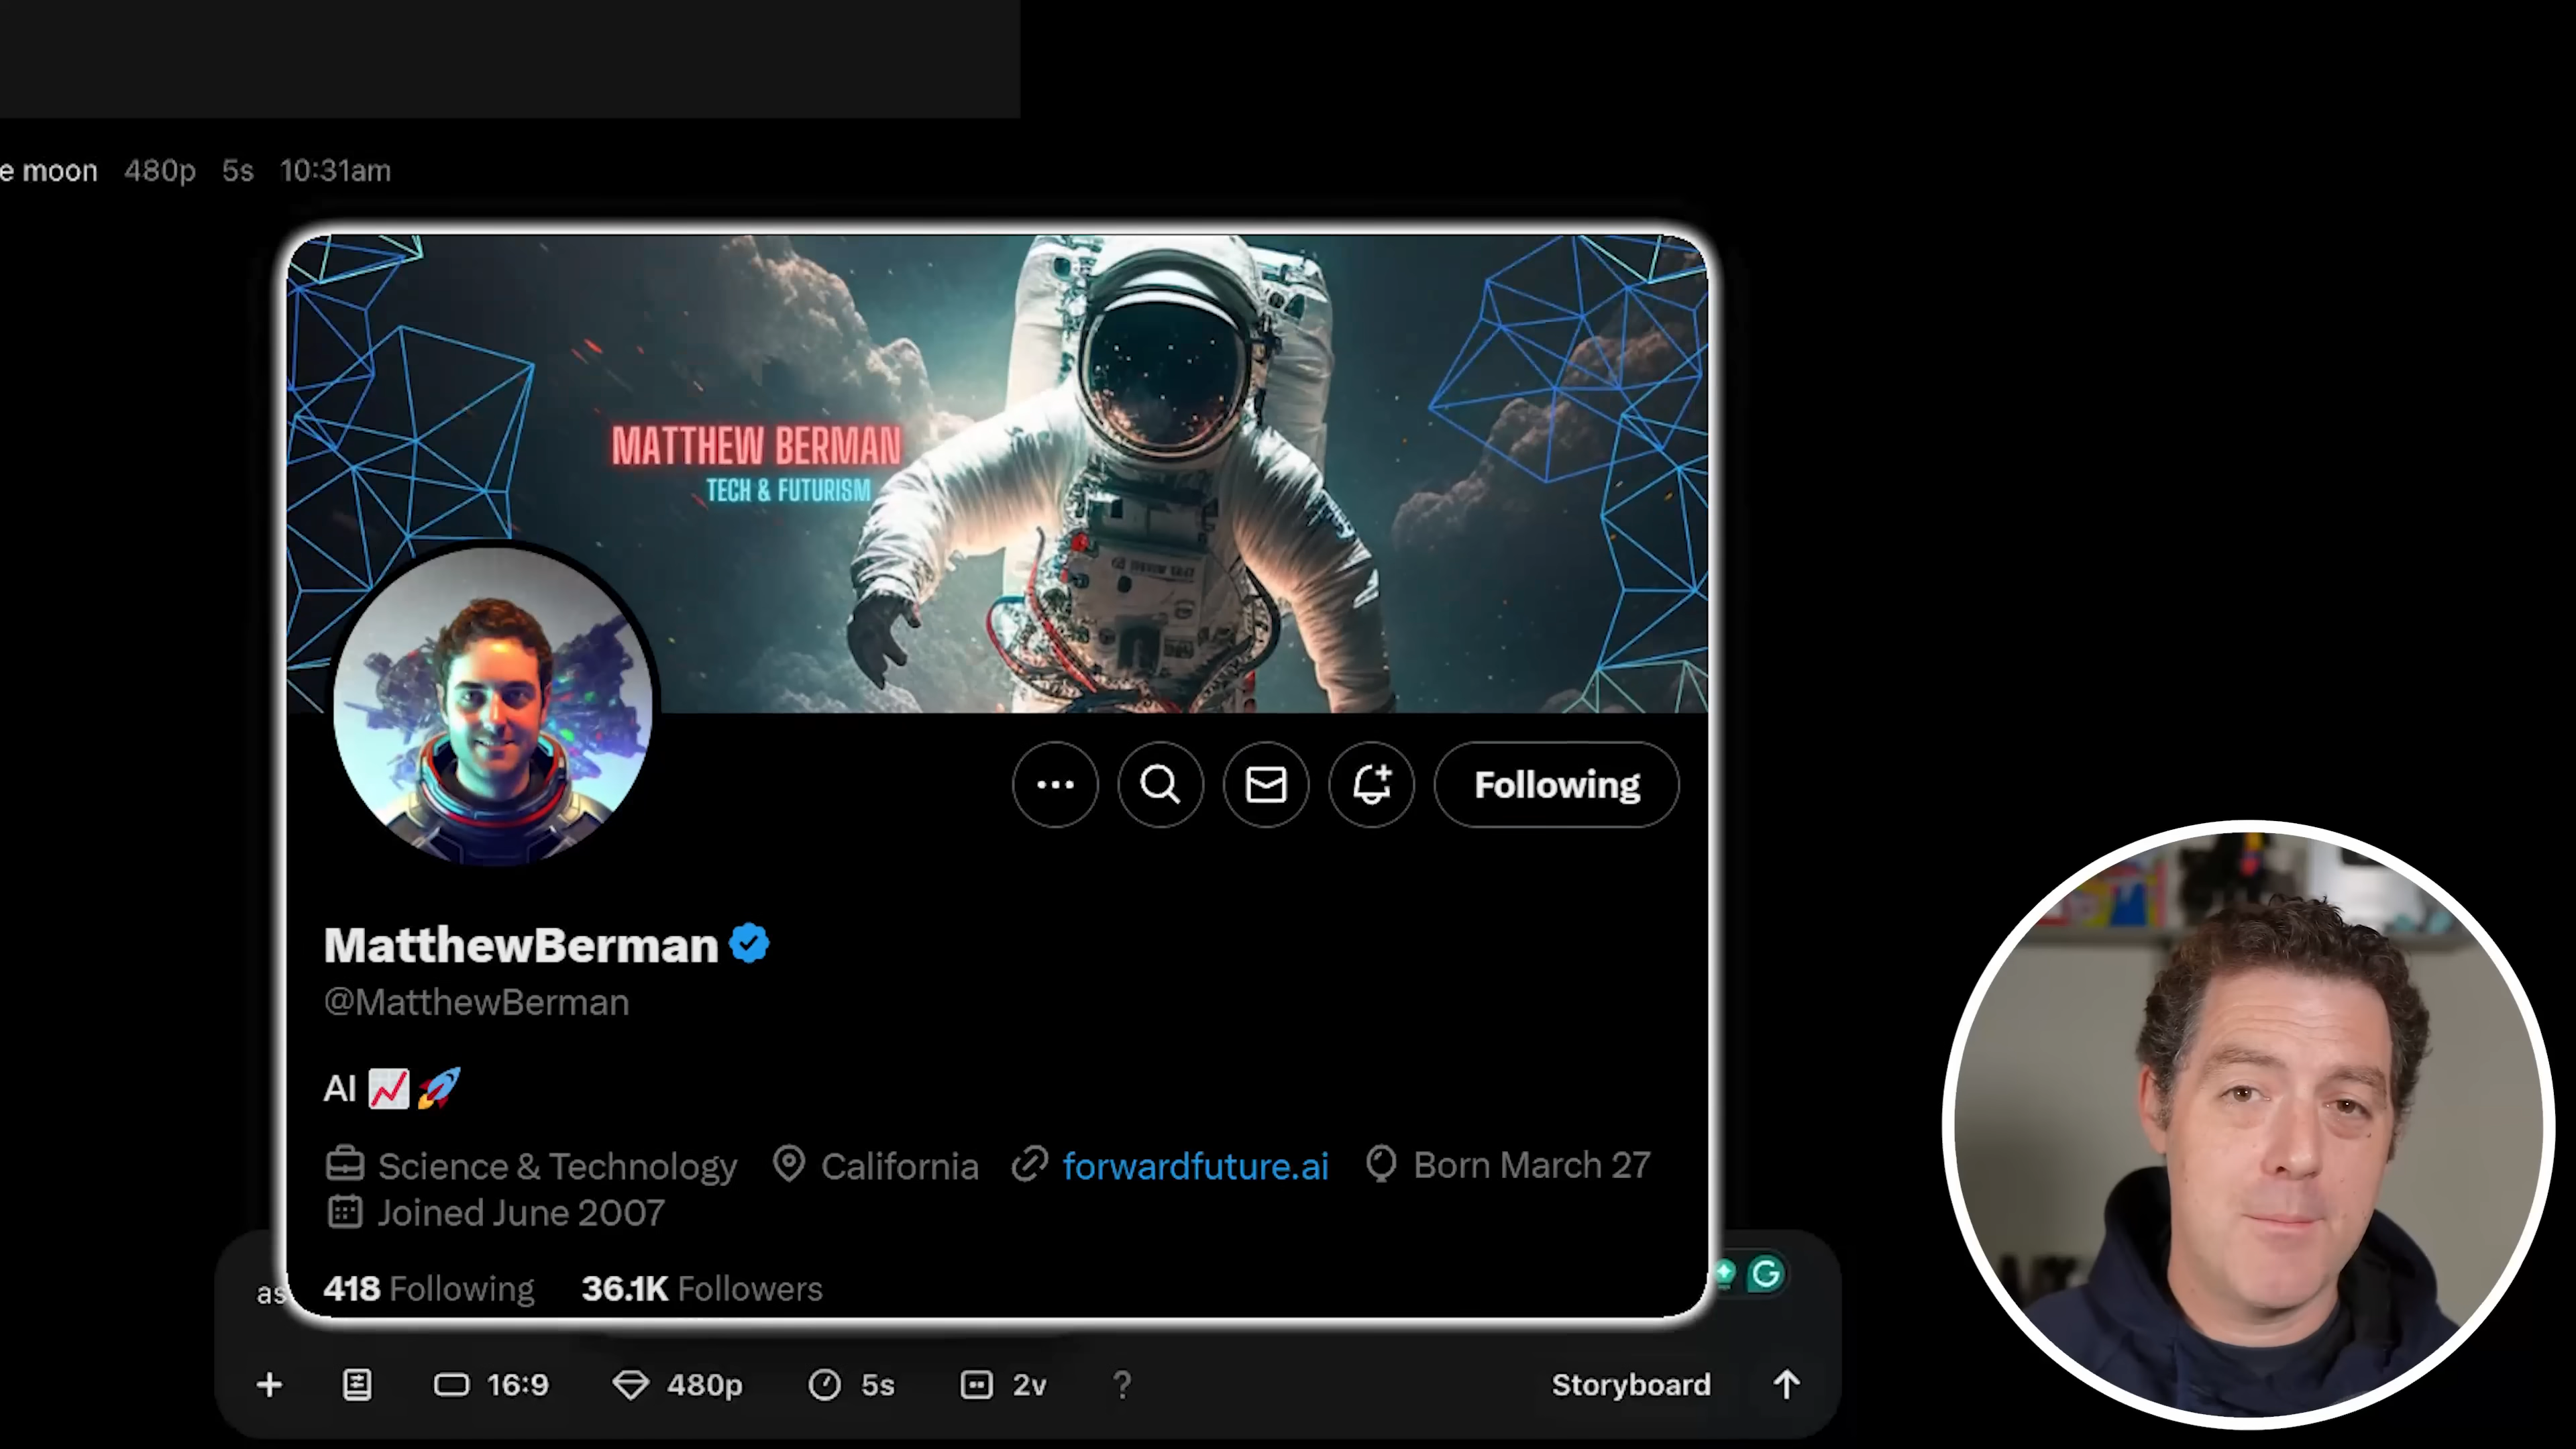 e moon 480p 5s 10:31am
MATTHEW BERMAN
TECH & FUTURISM
Following
MatthewBerman
@MatthewBerman
AI
Science & Technology California forwardfuture.ai Born March 27
Joined June 2007
as 418 Following 36.1K Followers
16:9 480p 5s 2v ? Storyboard